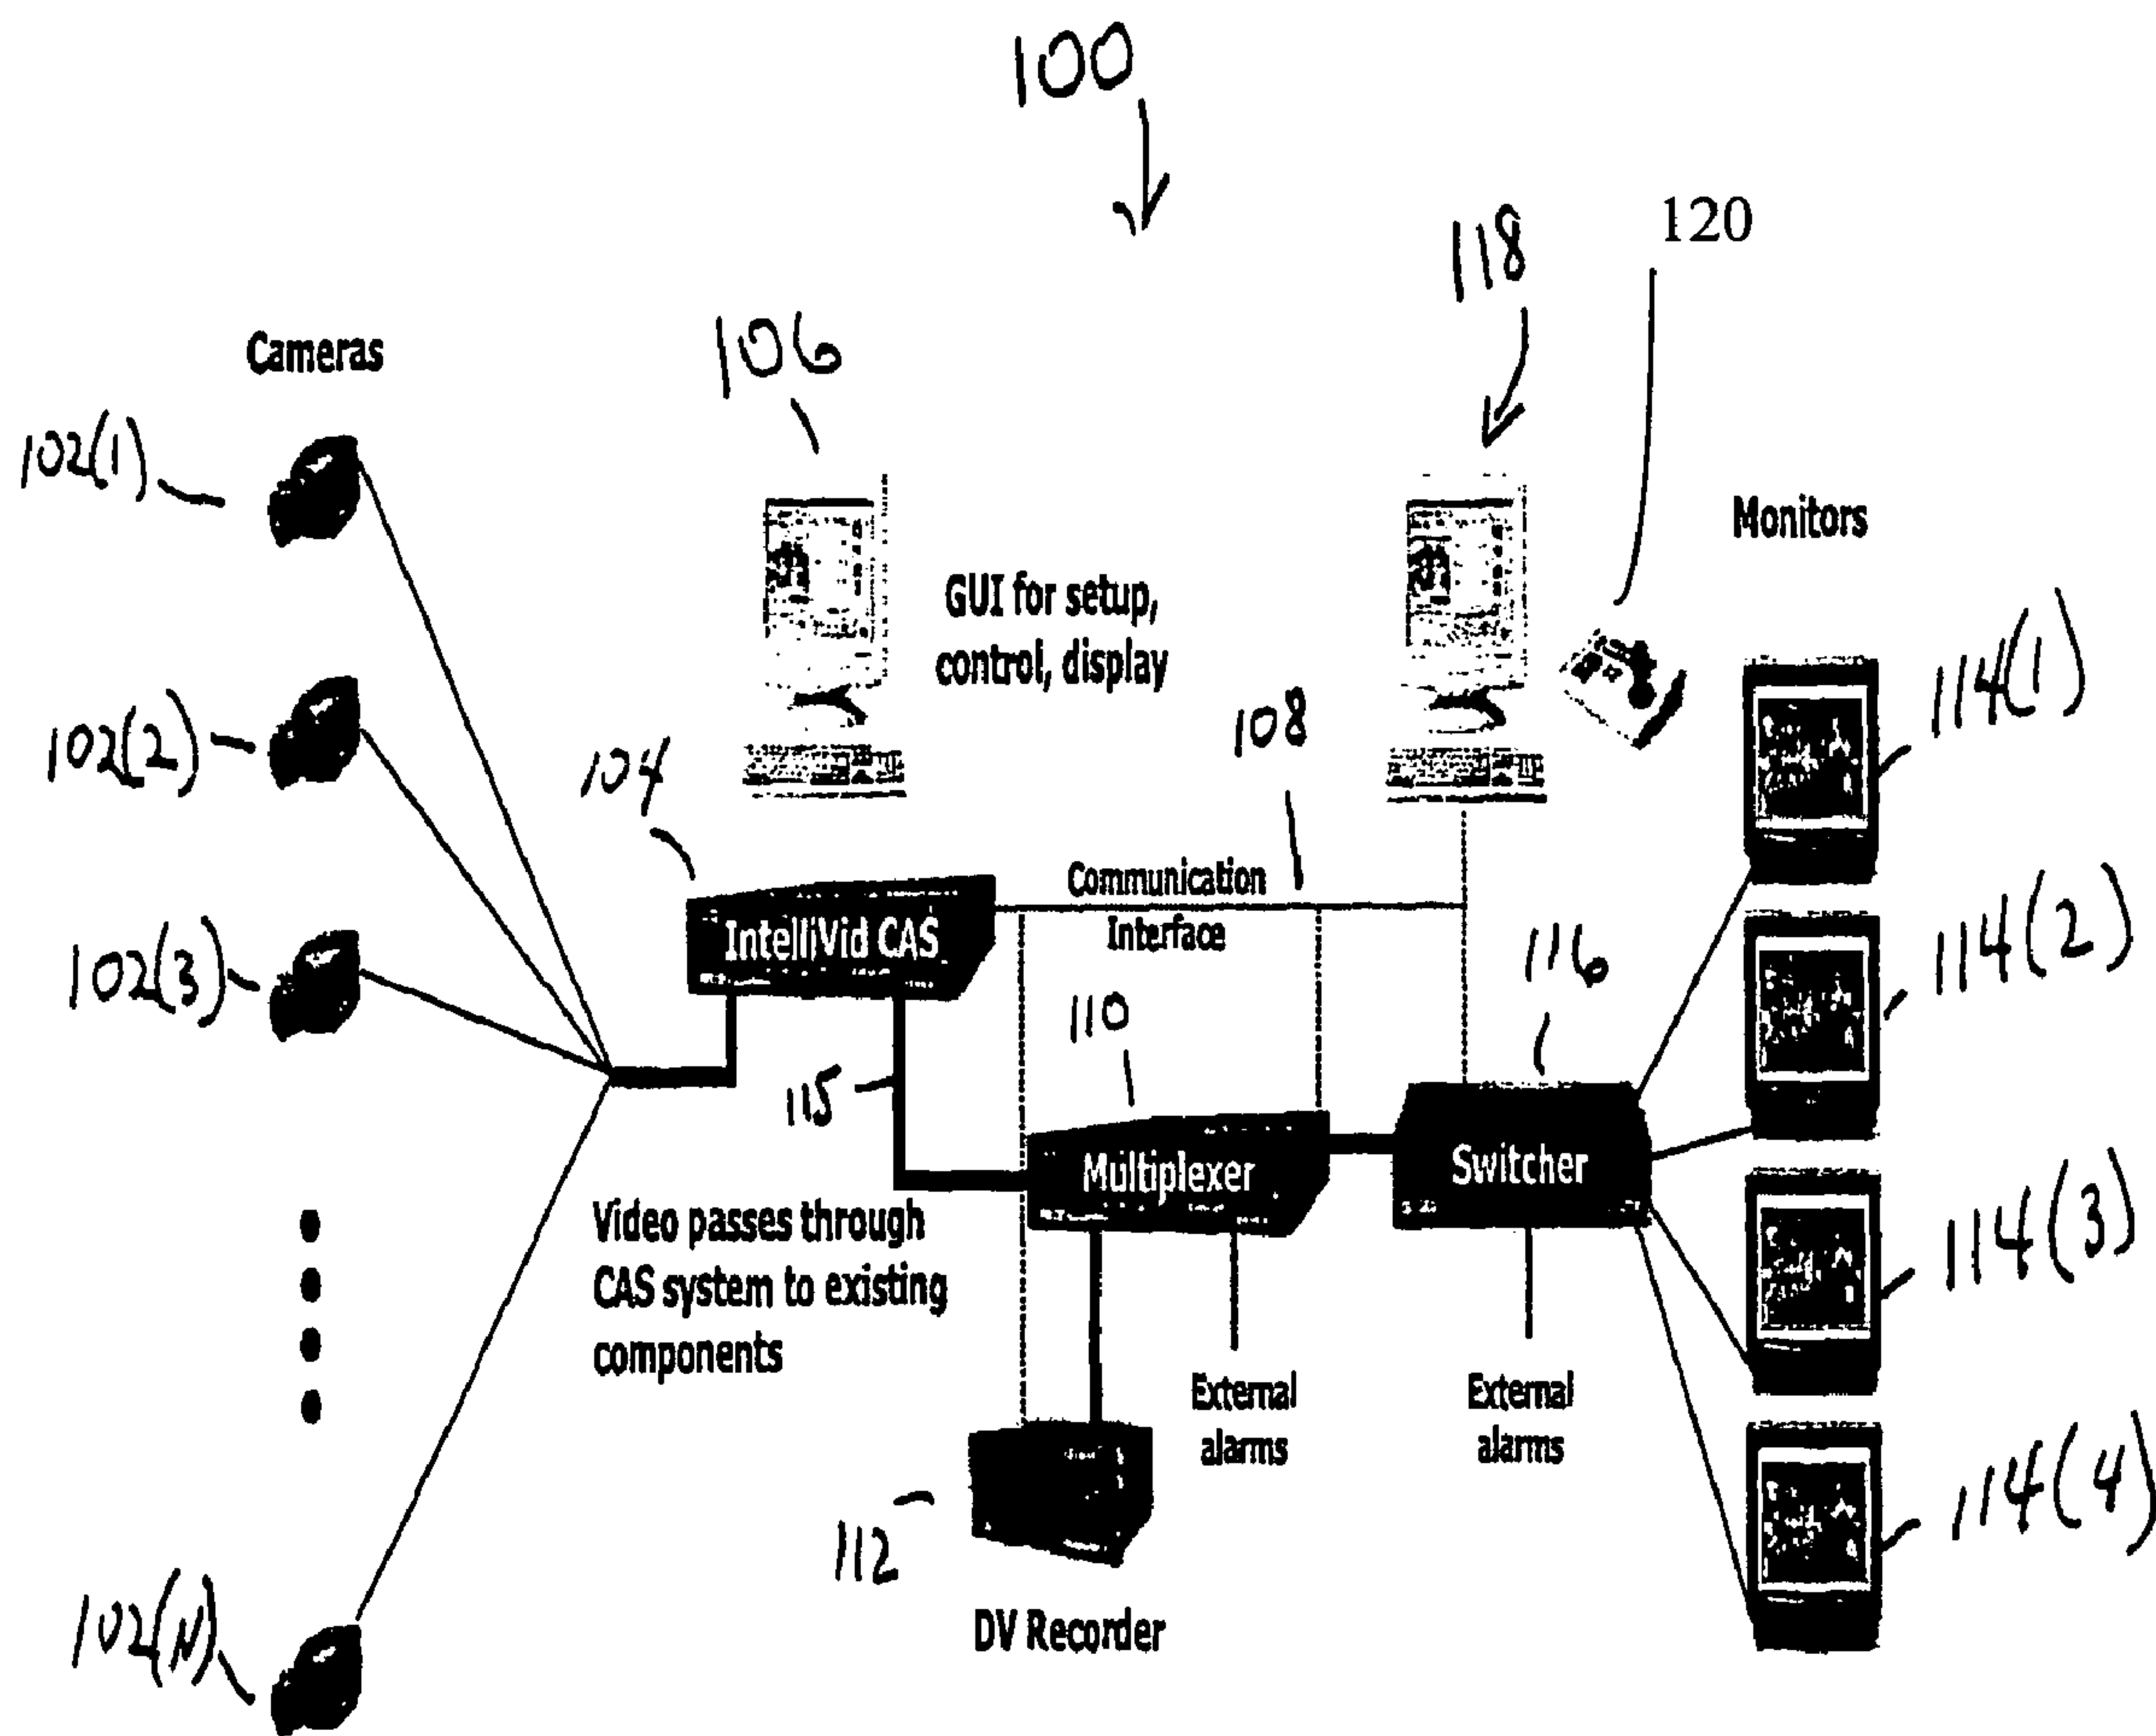 100
120
118
Cameras
106
102(1)
Monitors
GUI for setup,
control, display
114(1)
108
102(2)
104
Communication
Interface
IntelliVid CAS
114(2)
116
102(3)
110
115
Multiplexer
Switcher
114(3)
Video passes through
CAS system to existing
components
External
alarms
External
alarms
114(4)
112
DV Recorder
102(N)